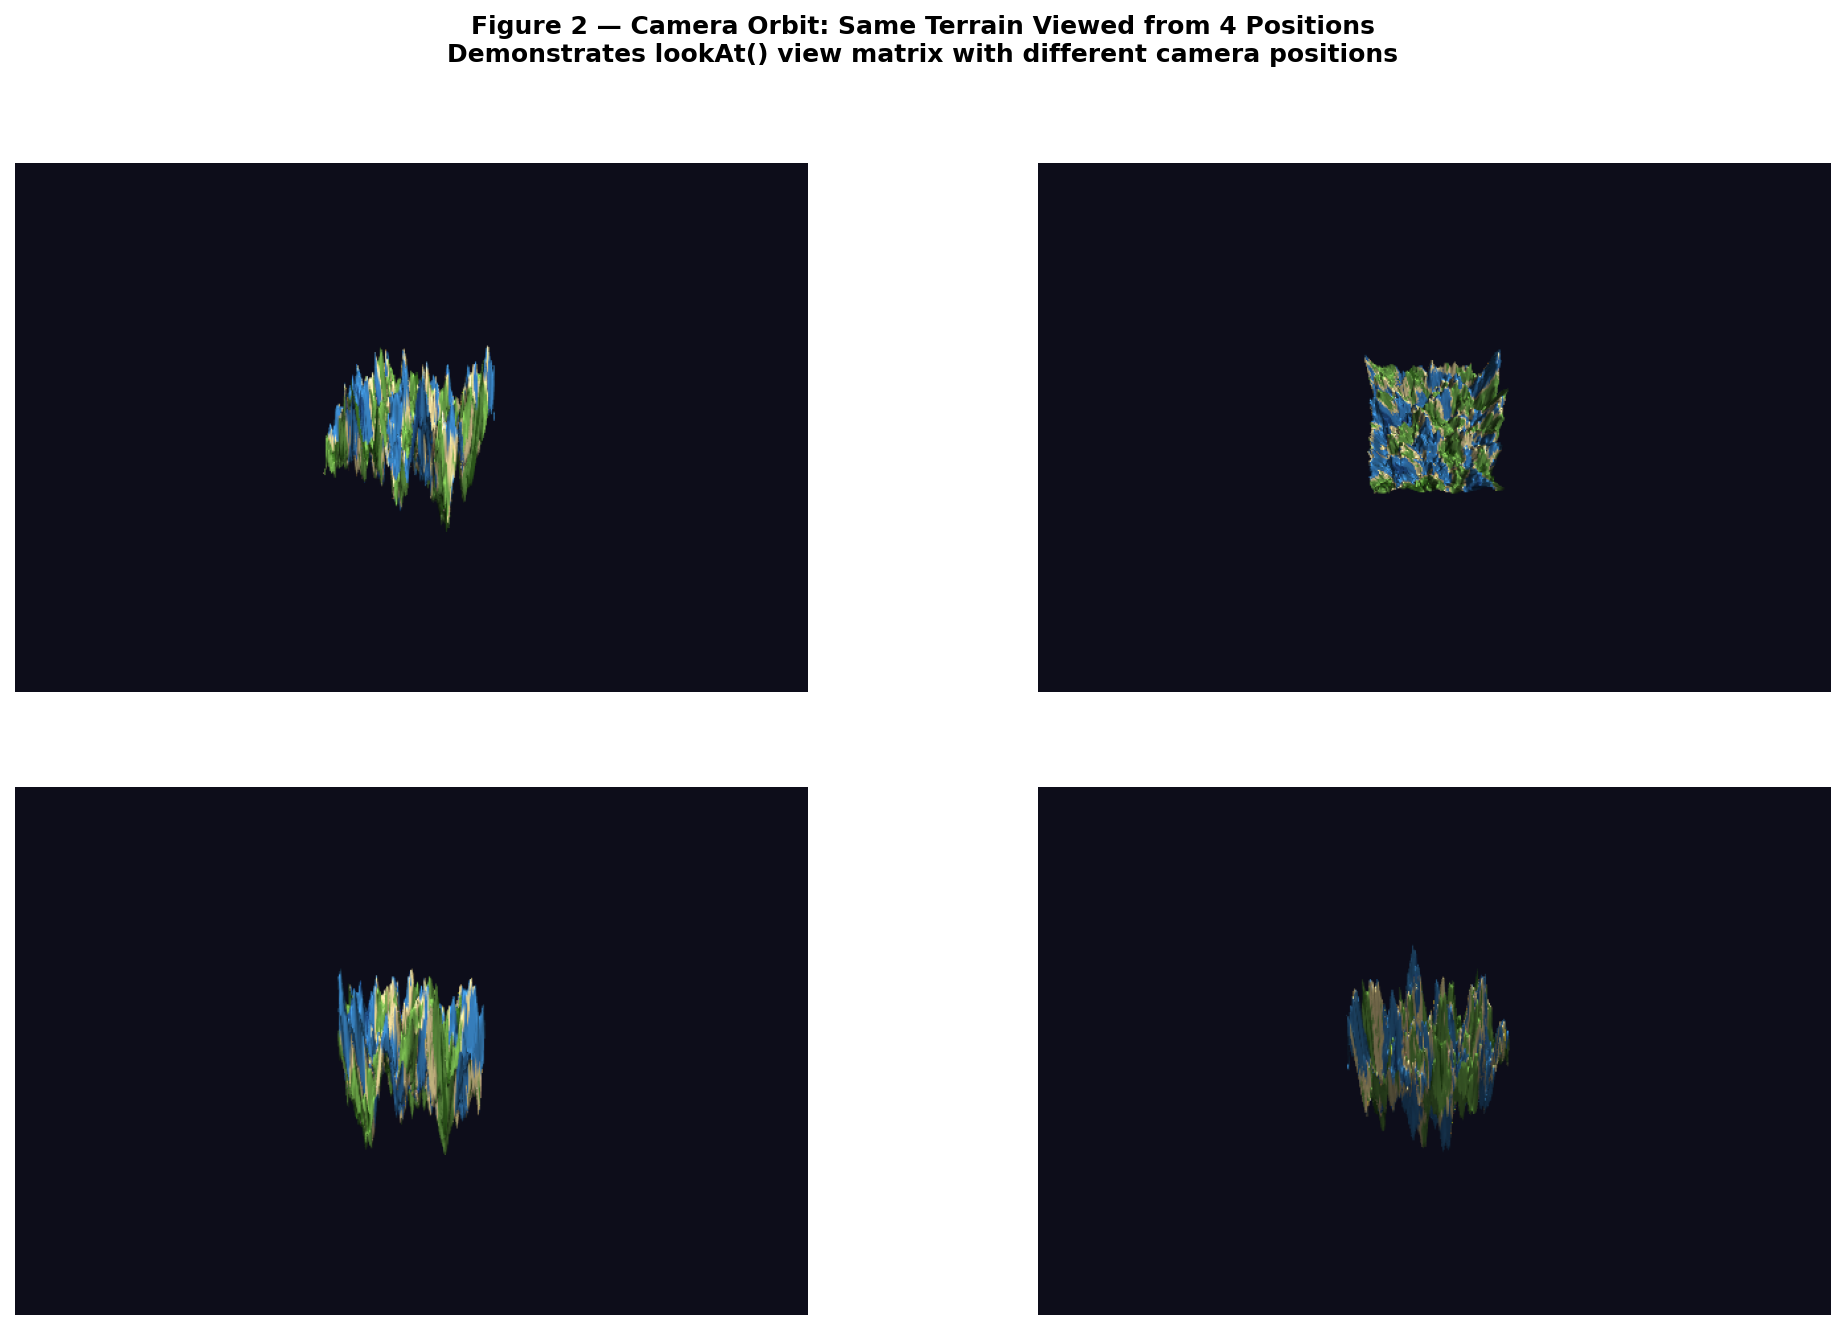 Figure 2 — Camera Orbit: Same Terrain Viewed from 4 Positions
Demonstrates lookAt() view matrix with different camera positions